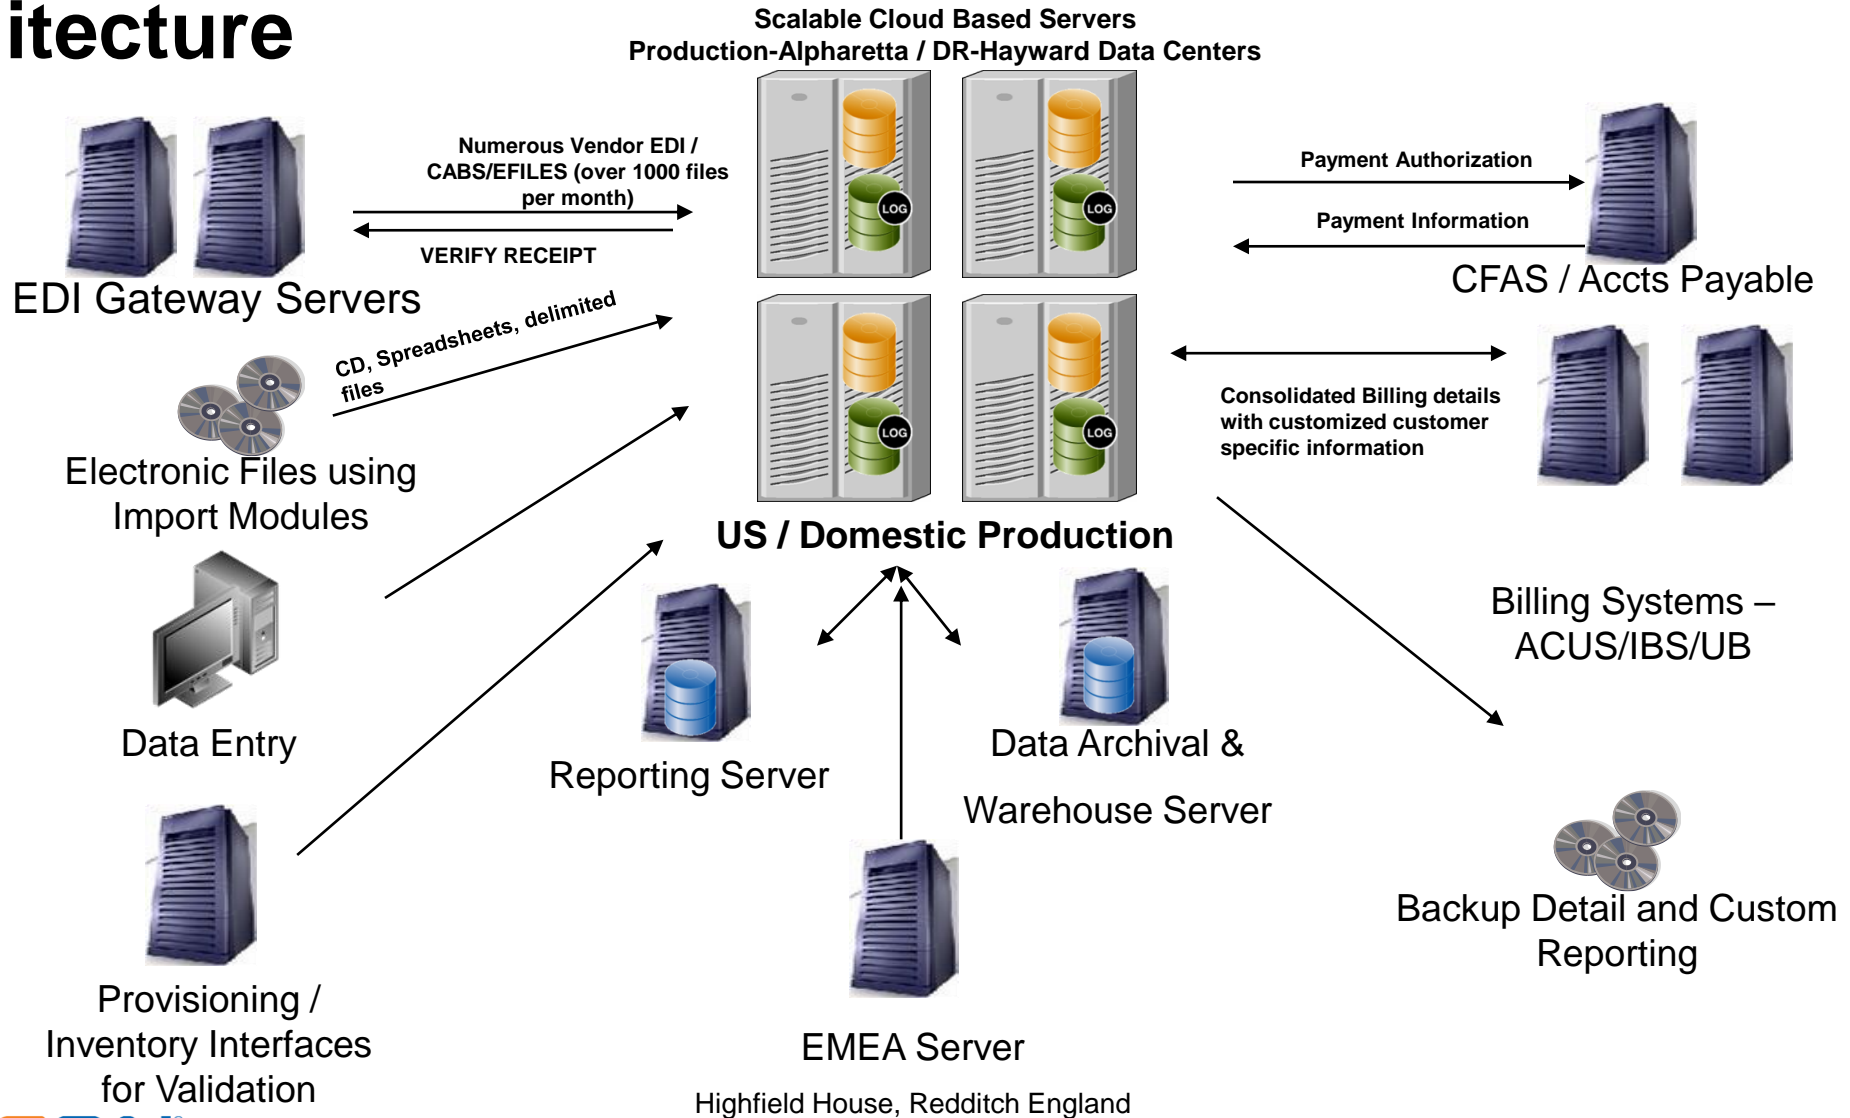 itecture
Scalable Cloud Based Servers
Production-Alpharetta / DR-Hayward Data Centers
Numerous Vendor EDI /
CABS/EFILES (over 1000 files
per month)
VERIFY RECEIPT
EDI Gateway Servers
LOG
LOG
Payment Authorization
Payment Information
CFAS / Accts Payable
CD, Spreadsheets, delimited
files
Electronic Files using
Import Modules
LOG
LOG
Consolidated Billing details
with customized customer
specific information
US / Domestic Production
Billing Systems –
ACUS/IBS/UB
Data Entry
Reporting Server
Data Archival &
Warehouse Server
Backup Detail and Custom
Reporting
Provisioning /
Inventory Interfaces
for Validation
EMEA Server
Highfield House, Redditch England